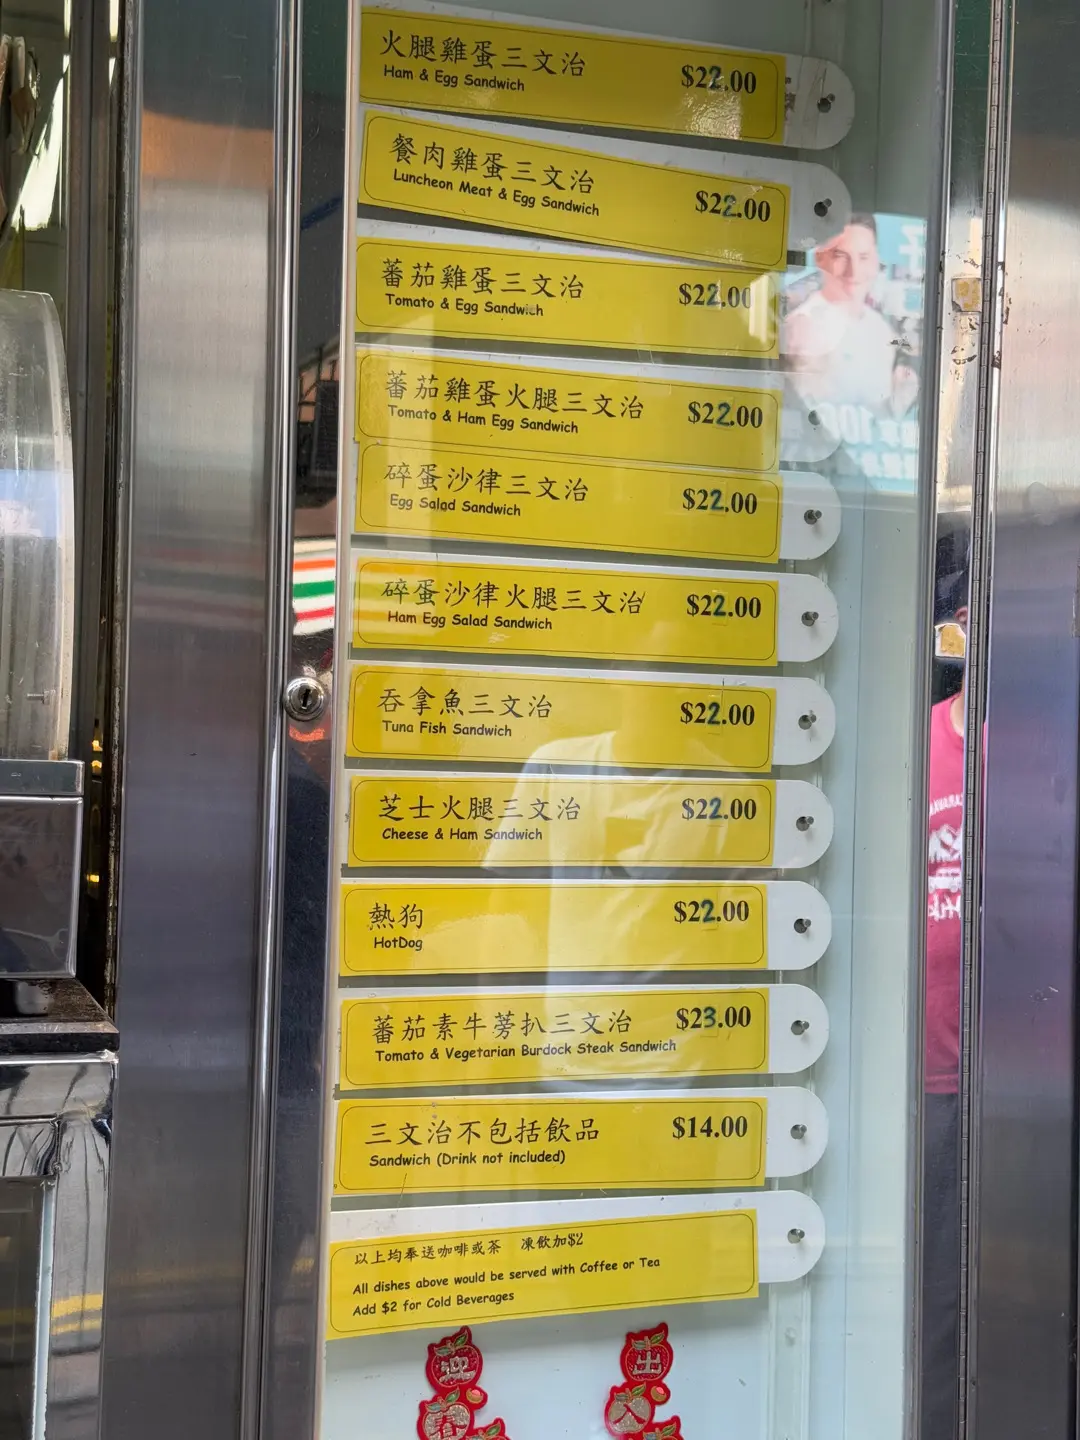 火腿雞蛋三文治 $22.00
Ham & Egg Sandwich
餐肉雞蛋三文治 $22.00
Luncheon Meat & Egg Sandwich
蕃茄雞蛋三文治 $22.00
Tomato & Egg Sandwich
蕃茄雞蛋火腿三文治 $22.00
Tomato & Ham Egg Sandwich
碎蛋沙律三文治 $22.00
Egg Salad Sandwich
碎蛋沙律火腿三文治 $22.00
Ham Egg Salad Sandwich
吞拿魚三文治 $22.00
Tuna Fish Sandwich
芝士火腿三文治 $22.00
Cheese & Ham Sandwich
熱狗 $22.00
HotDog
蕃茄素牛蒡扒三文治 $23.00
Tomato & Vegetarian Burdock Steak Sandwich
三文治不包括飲品 $14.00
Sandwich (Drink not included)
以上均奉送咖啡或茶 凍飲加$2
All dishes above would be served with Coffee or Tea
Add $2 for Cold Beverages
迎 出
春 入